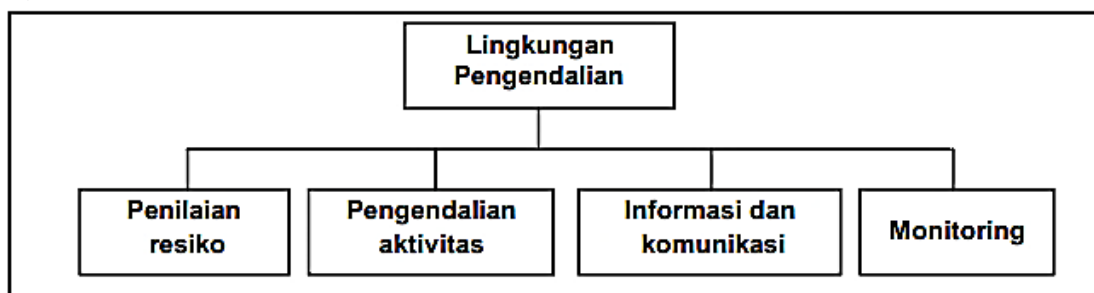 Lingkungan
Pengendalian
Penilaian
resiko
Pengendalian
aktivitas
Informasi dan
komunikasi
Monitoring